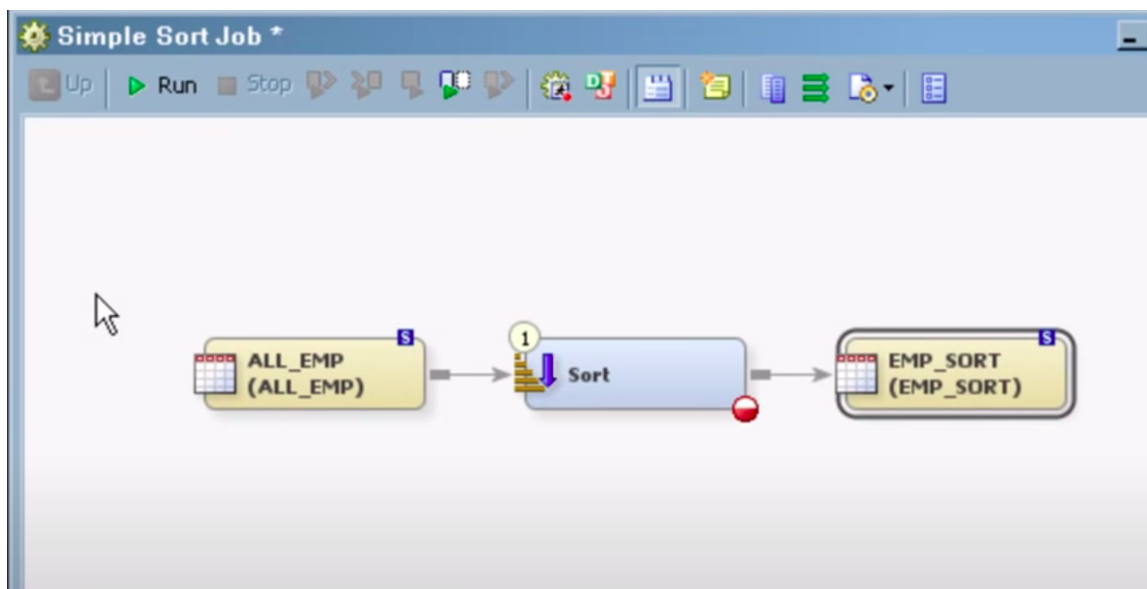 Simple Sort Job *
Up Run Stop
1
S
ALL_EMP
(ALL_EMP)
Sort
S
EMP_SORT
(EMP_SORT)